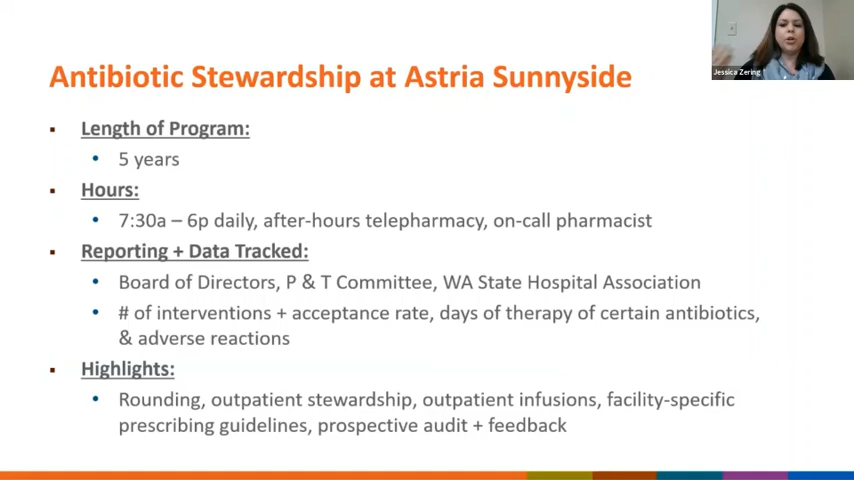 Jessica Zering
Antibiotic Stewardship at Astria Sunnyside
Length of Program:
5 years
Hours:
7:30a – 6p daily, after-hours telepharmacy, on-call pharmacist
Reporting + Data Tracked:
Board of Directors, P & T Committee, WA State Hospital Association
# of interventions + acceptance rate, days of therapy of certain antibiotics,
& adverse reactions
Highlights:
Rounding, outpatient stewardship, outpatient infusions, facility-specific
prescribing guidelines, prospective audit + feedback